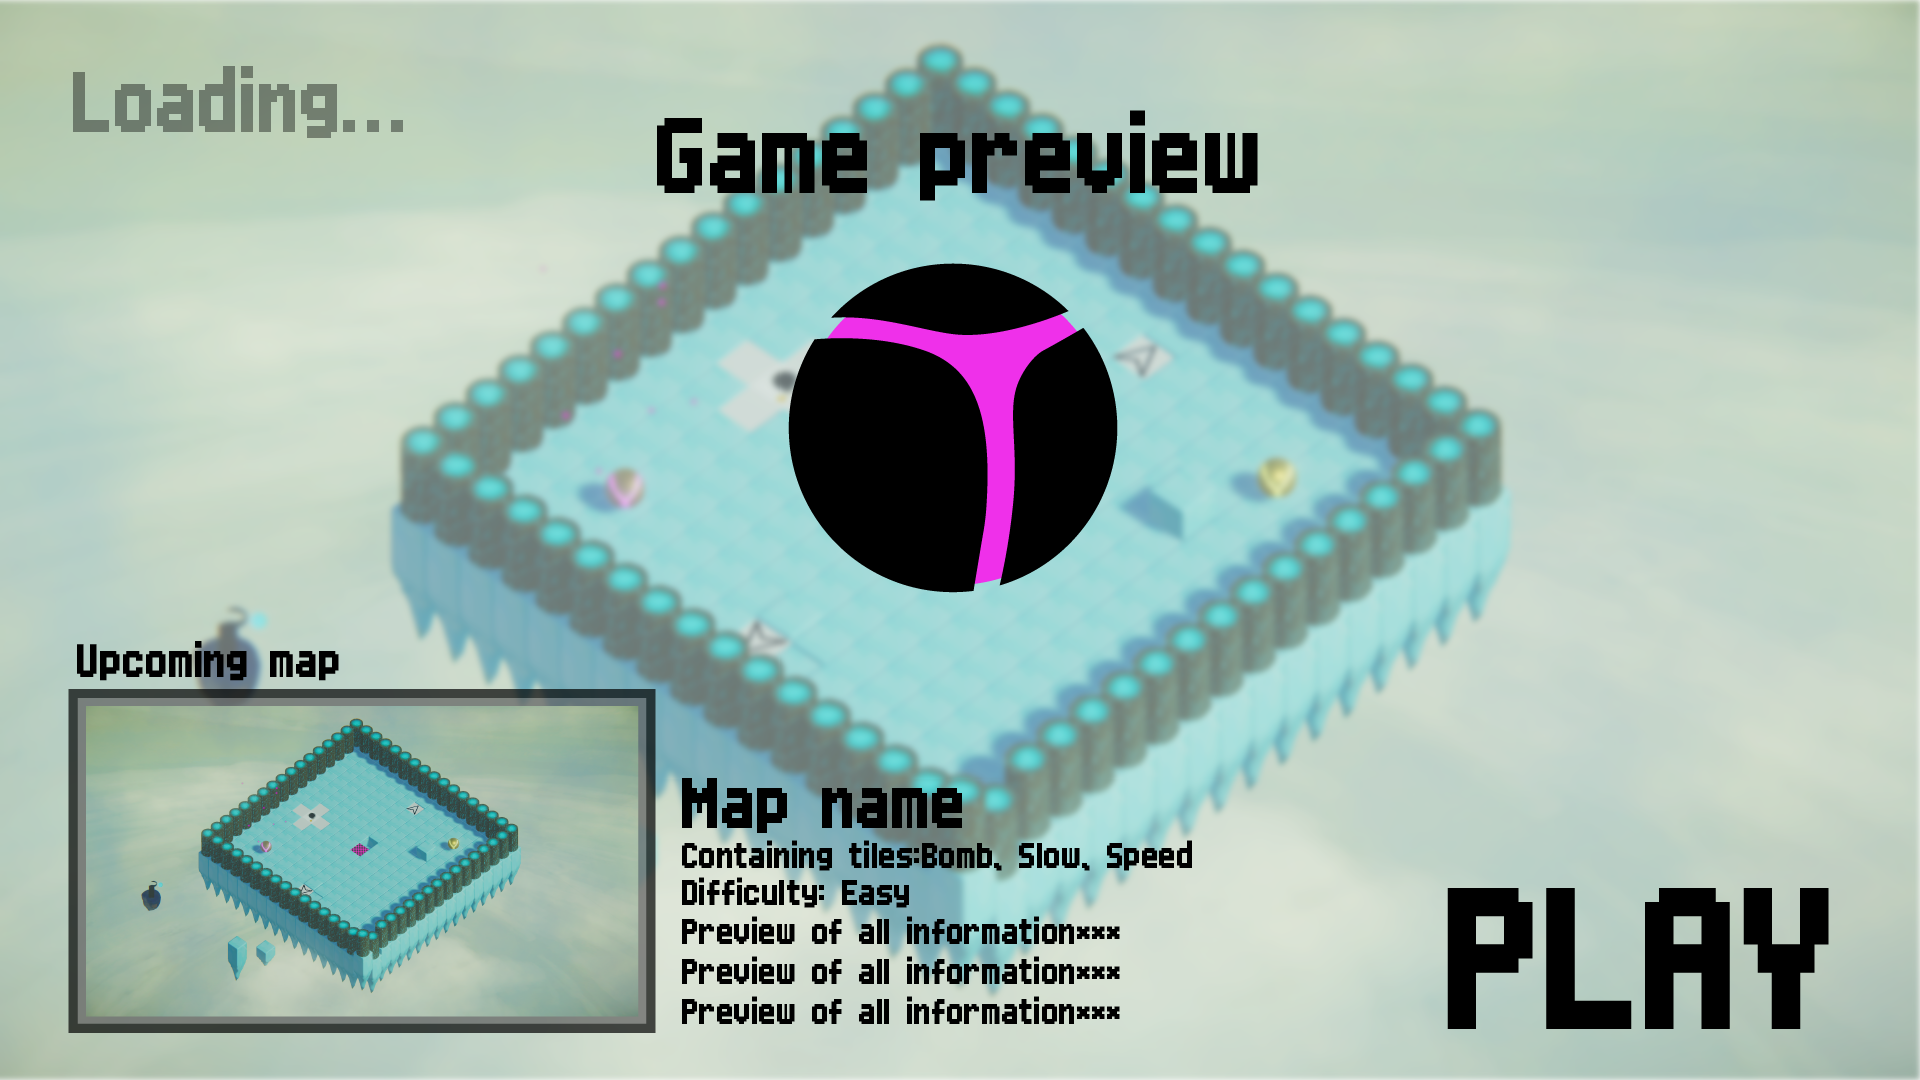 Loading...
Game preview
Upcoming map
Map name
Containing tiles:Bomb, Slow, Speed
Difficulty: Easy
Preview of all information***
Preview of all information***
Preview of all information***
PLAY